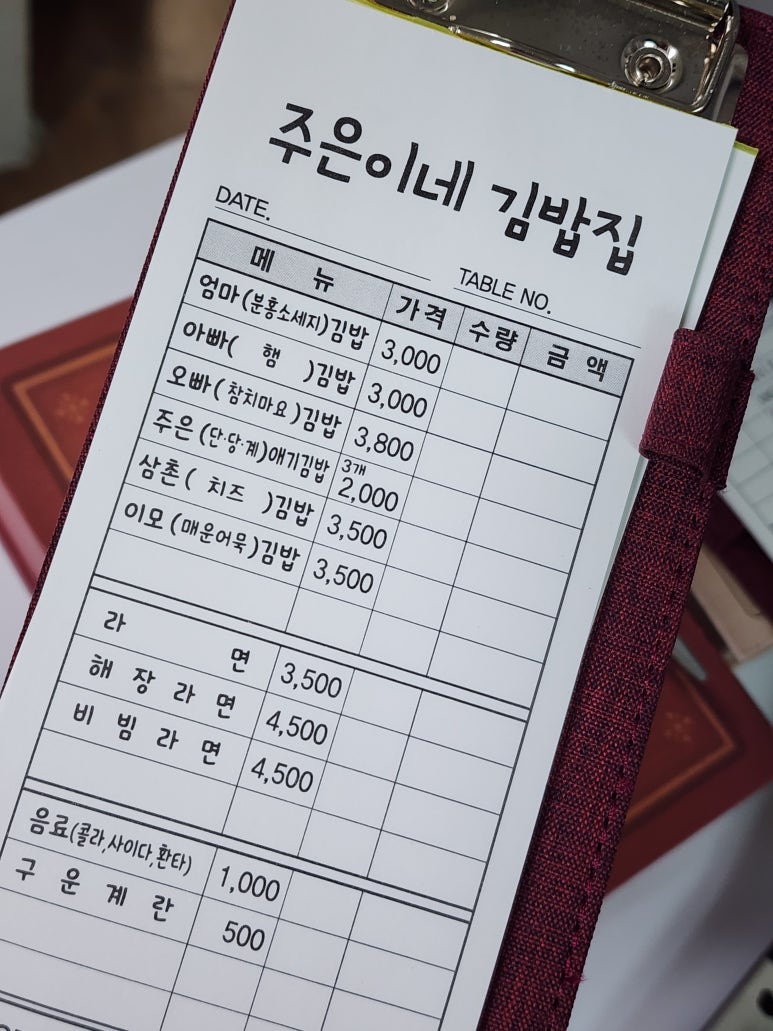 주은이네 김밥집
DATE.
TABLE NO.
메 뉴 가격 수량 금 액
엄마(분홍소세지)김밥 3,000
아빠( 햄 )김밥 3,000
오빠(참치마요)김밥 3,800
주은(단·당·계)애기김밥 3개 2,000
삼촌( 치즈 )김밥 3,500
이모(매운어묵)김밥 3,500
라 면 3,500
해 장 라 면 4,500
비 빔 라 면 4,500
음료(콜라,사이다,환타) 1,000
구 운 계 란 500